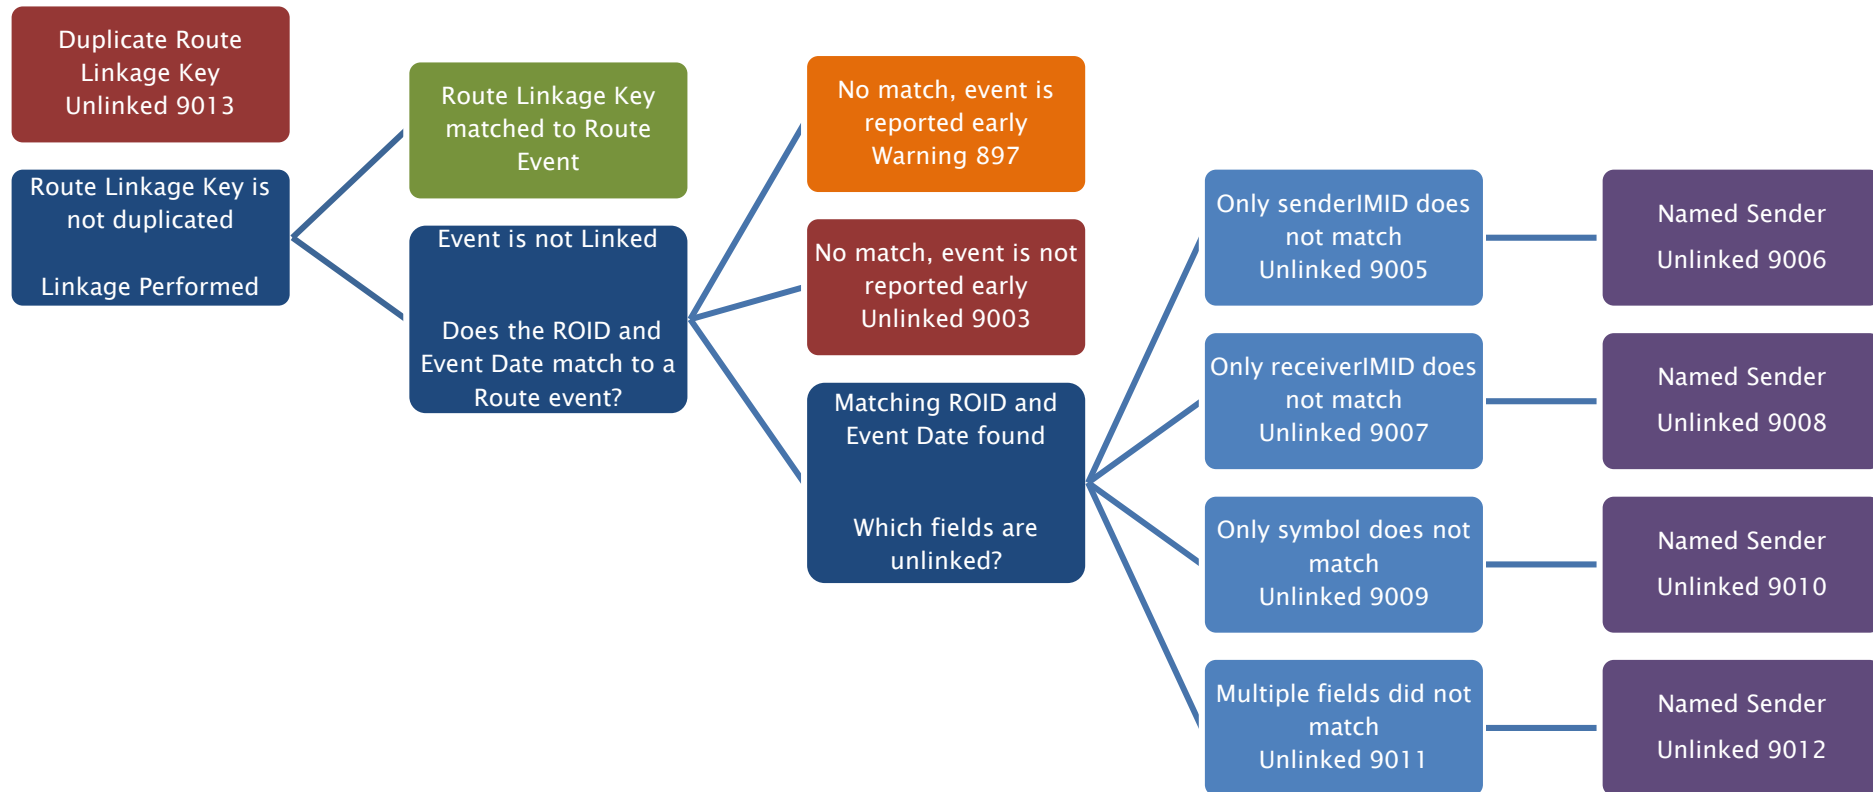 Duplicate Route
Linkage Key
Unlinked 9013
Route Linkage Key is
not duplicated
Linkage Performed
Route Linkage Key
matched to Route
Event
Event is not Linked
Does the ROID and
Event Date match to a
Route event?
No match, event is
reported early
Warning 897
No match, event is not
reported early
Unlinked 9003
Matching ROID and
Event Date found
Which fields are
unlinked?
Only senderIMID does
not match
Unlinked 9005
Only receiverIMID does
not match
Unlinked 9007
Only symbol does not
match
Unlinked 9009
Multiple fields did not
match
Unlinked 9011
Named Sender
Unlinked 9006
Named Sender
Unlinked 9008
Named Sender
Unlinked 9010
Named Sender
Unlinked 9012